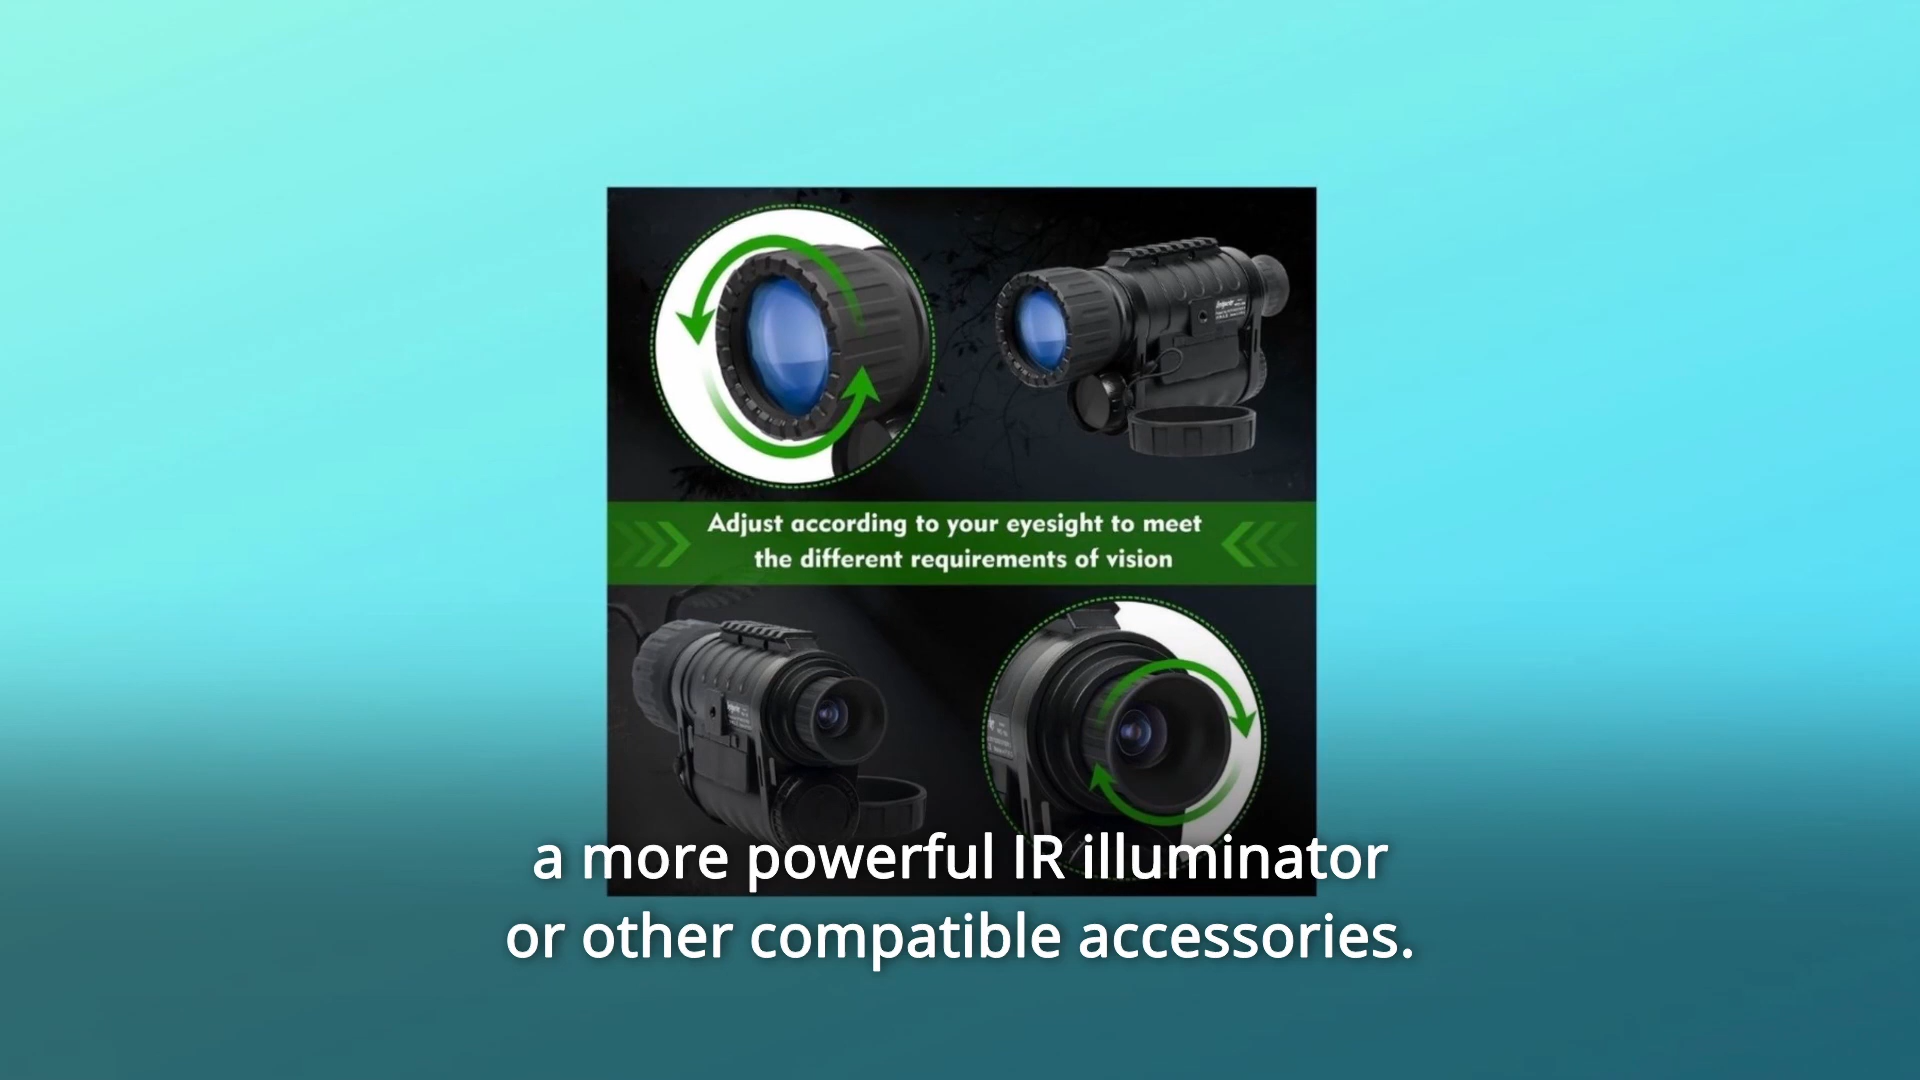 Adjust according to your eyesight to meet
the different requirements of vision
a more powerful IR illuminator
or other compatible accessories.